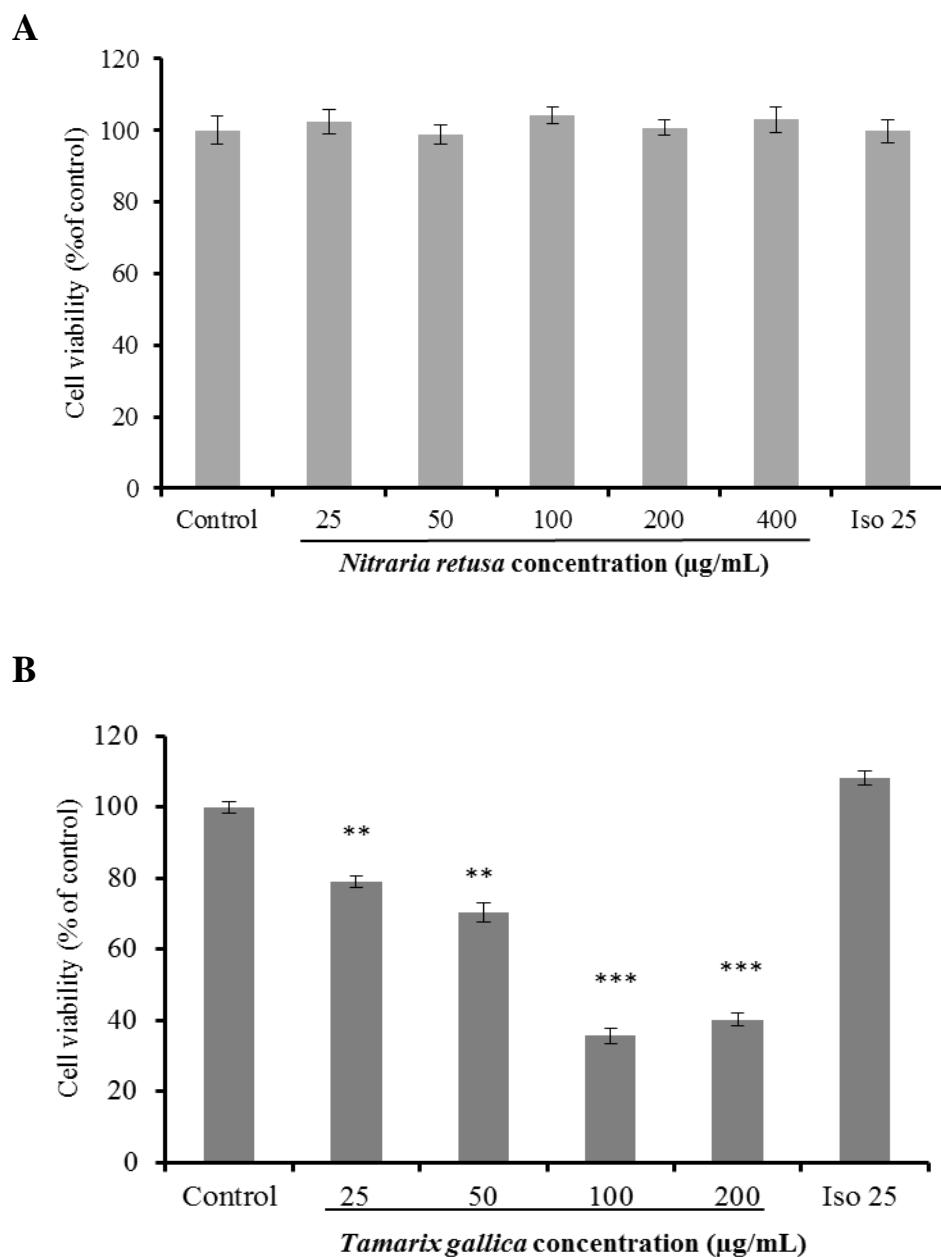 A
120
100
80
60
40
20
0
Cell viability (%of control)
Control 25 50 100 200 400 Iso 25
Nitraria retusa concentration (μg/mL)
B
120
100
80
60
40
20
0
Cell viability (% of control)
** ** *** ***
Control 25 50 100 200 Iso 25
Tamarix gallica concentration (μg/mL)